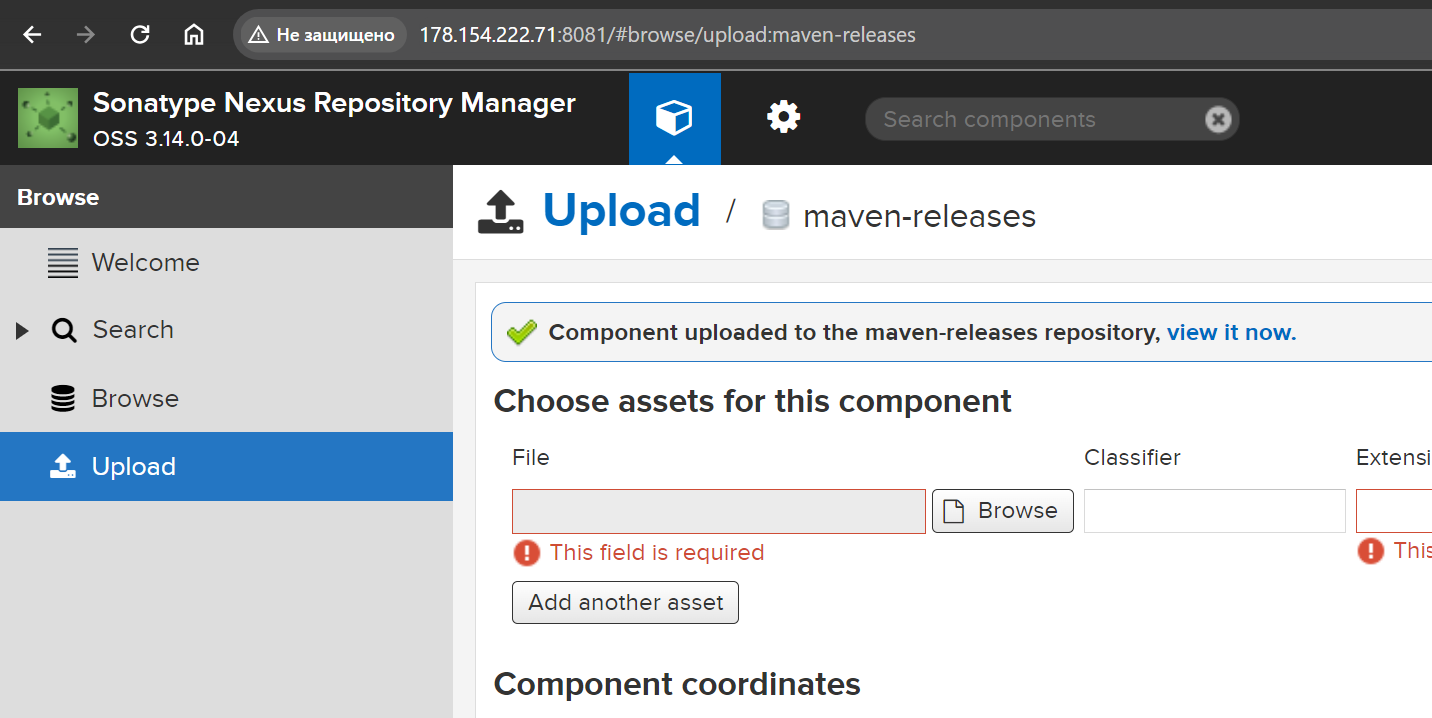 Не защищено 178.154.222.71:8081/#browse/upload:maven-releases
Sonatype Nexus Repository Manager
OSS 3.14.0-04
Search components
Browse
Welcome
Search
Browse
Upload
Upload / maven-releases
Component uploaded to the maven-releases repository, view it now.
Choose assets for this component
File Classifier Extensi
Browse
This field is required This
Add another asset
Component coordinates